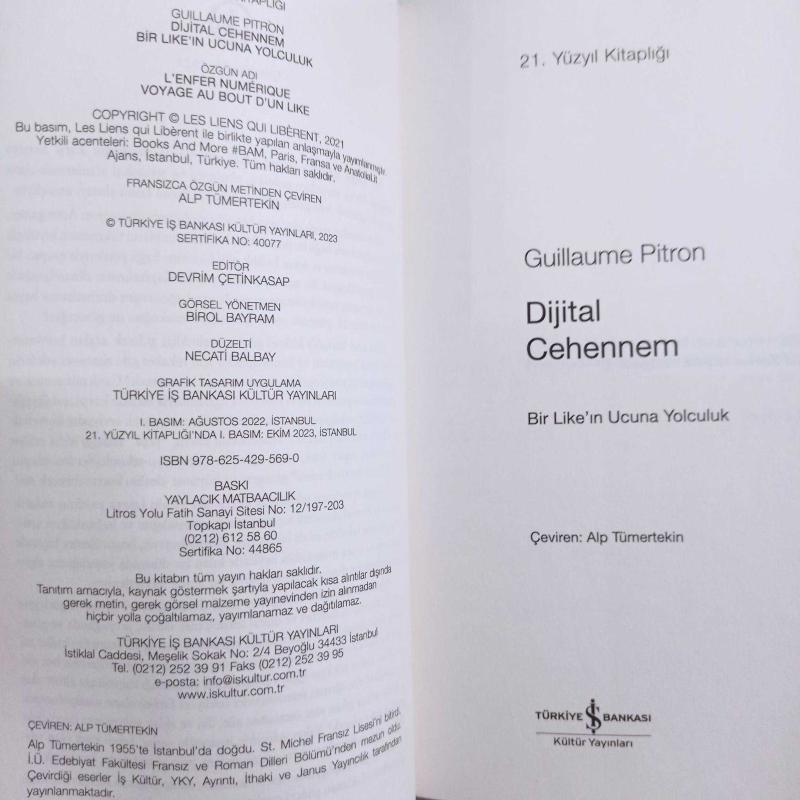 KİTAPLIĞI
GUILLAUME PITRON
DİJİTAL CEHENNEM
BİR LIKE'IN UCUNA YOLCULUK
ÖZGÜN ADI
L'ENFER NUMÉRIQUE
VOYAGE AU BOUT D'UN LIKE
COPYRIGHT © LES LIENS QUI LIBÈRENT, 2021
Bu basım, Les Liens qui Libèrent ile birlikte yapılan anlaşmayla yayımlanmıştır.
Yetkili acenteleri: Books And More #BAM, Paris, Fransa ve AnatoliaLit
Ajans, İstanbul, Türkiye. Tüm hakları saklıdır.
FRANSIZCA ÖZGÜN METİNDEN ÇEVİREN
ALP TÜMERTEKİN
© TÜRKİYE İŞ BANKASI KÜLTÜR YAYINLARI, 2023
SERTİFİKA NO: 40077
EDİTÖR
DEVRİM ÇETİNKASAP
GÖRSEL YÖNETMEN
BİROL BAYRAM
DÜZELTİ
NECATİ BALBAY
GRAFİK TASARIM UYGULAMA
TÜRKİYE İŞ BANKASI KÜLTÜR YAYINLARI
I. BASIM: AĞUSTOS 2022, İSTANBUL
21. YÜZYIL KİTAPLIĞI'NDA I. BASIM: EKİM 2023, İSTANBUL
ISBN 978-625-429-569-0
BASKI
YAYLACIK MATBAACILIK
Litros Yolu Fatih Sanayi Sitesi No: 12/197-203
Topkapı İstanbul
(0212) 612 58 60
Sertifika No: 44865
Bu kitabın tüm yayın hakları saklıdır.
Tanıtım amacıyla, kaynak göstermek şartıyla yapılacak kısa alıntılar dışında
gerek metin, gerek görsel malzeme yayınevinden izin alınmadan
hiçbir yolla çoğaltılamaz, yayımlanamaz ve dağıtılamaz.
TÜRKİYE İŞ BANKASI KÜLTÜR YAYINLARI
İstiklal Caddesi, Meşelik Sokak No: 2/4 Beyoğlu 34433 İstanbul
Tel. (0212) 252 39 91 Faks (0212) 252 39 95
e-posta: info@iskultur.com.tr
www.iskultur.com.tr
ÇEVİREN: ALP TÜMERTEKİN
Alp Tümertekin 1955'te İstanbul'da doğdu. St. Michel Fransız Lisesi'ni bitirdi.
İ.Ü. Edebiyat Fakültesi Fransız ve Roman Dilleri Bölümü'nden mezun oldu.
Çevirdiği eserler İş Kültür, YKY, Ayrıntı, İthaki ve Janus Yayıncılık tarafından
yayınlanmaktadır.
21. Yüzyıl Kitaplığı
Guillaume Pitron
Dijital
Cehennem
Bir Like'ın Ucuna Yolculuk
Çeviren: Alp Tümertekin
TÜRKİYE İŞ BANKASI
Kültür Yayınları